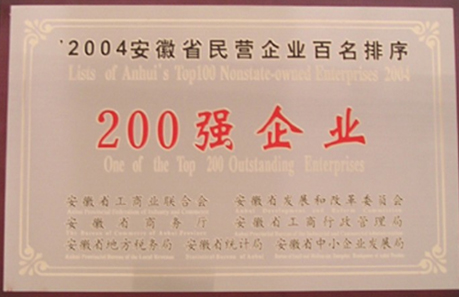 '2004安徽省民营企业百名排序
Lists of Anhui's Top100 Nonstate-owned Enterprises 2004
200强企业
One of the Top 200 Outstanding Enterprises
安徽省工商业联合会 安徽省发展和改革委员会
安徽省商务厅 安徽省工商行政管理局
安徽省地方税务局 安徽省统计局 安徽省中小企业发展局